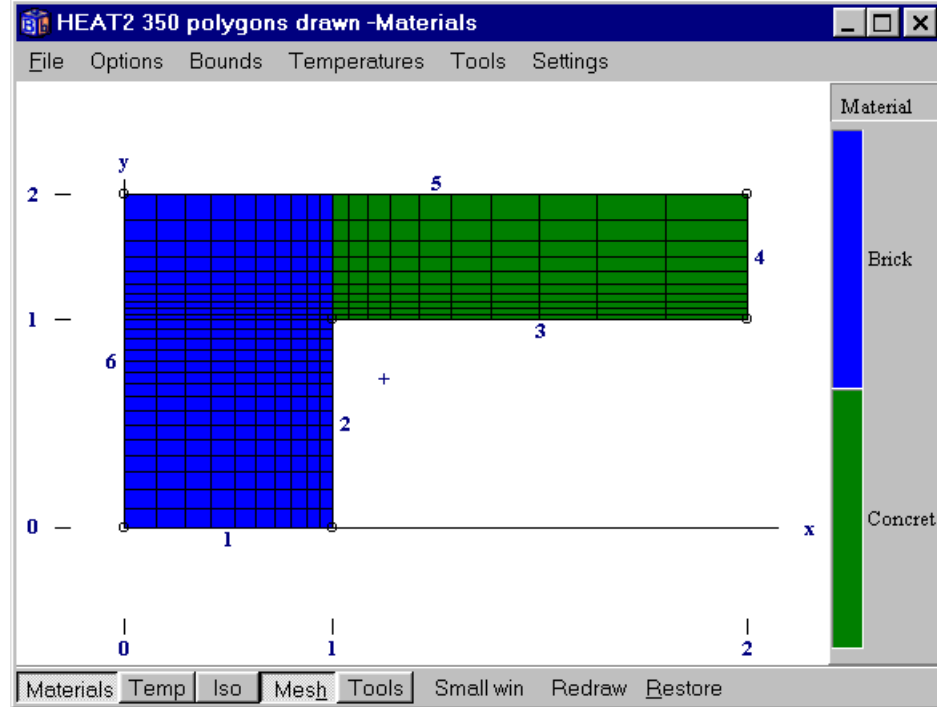 HEAT2 350 polygons drawn -Materials
File Options Bounds Temperatures Tools Settings
Material
y
5
2
4
Brick
1
3
6
2
0
1
x
Concret
0 1 2
Materials Temp Iso Mesh Tools Small win Redraw Restore